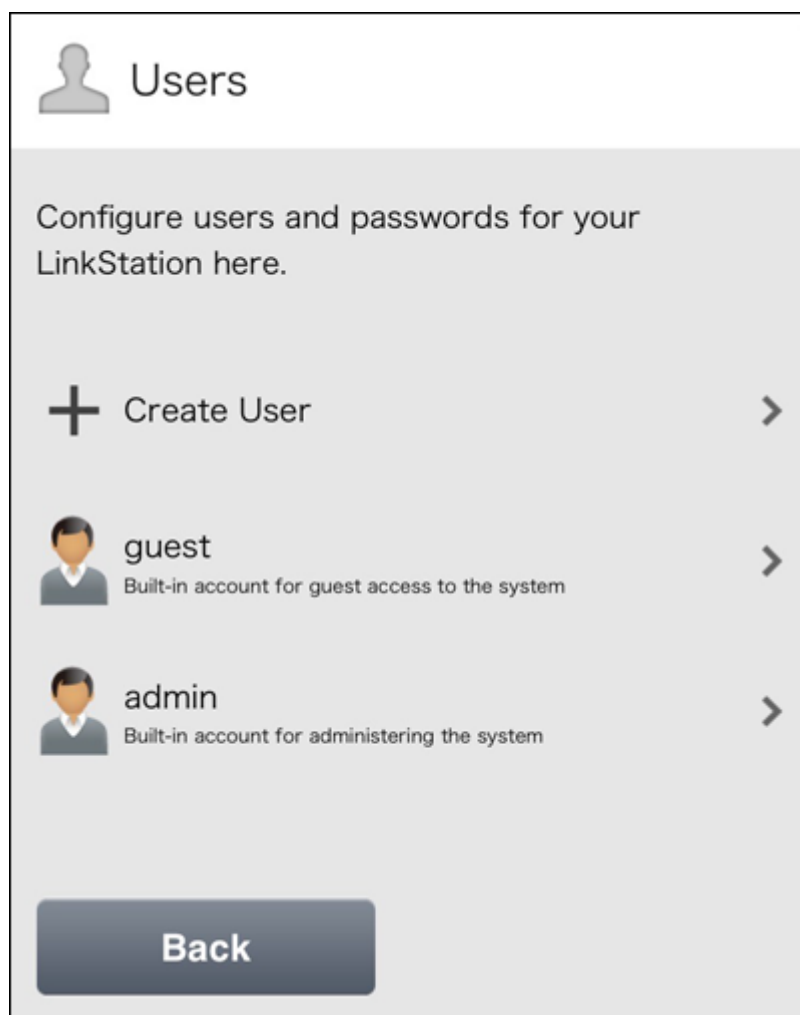 Users
Configure users and passwords for your
LinkStation here.
Create User
guest
Built-in account for guest access to the system
admin
Built-in account for administering the system
Back